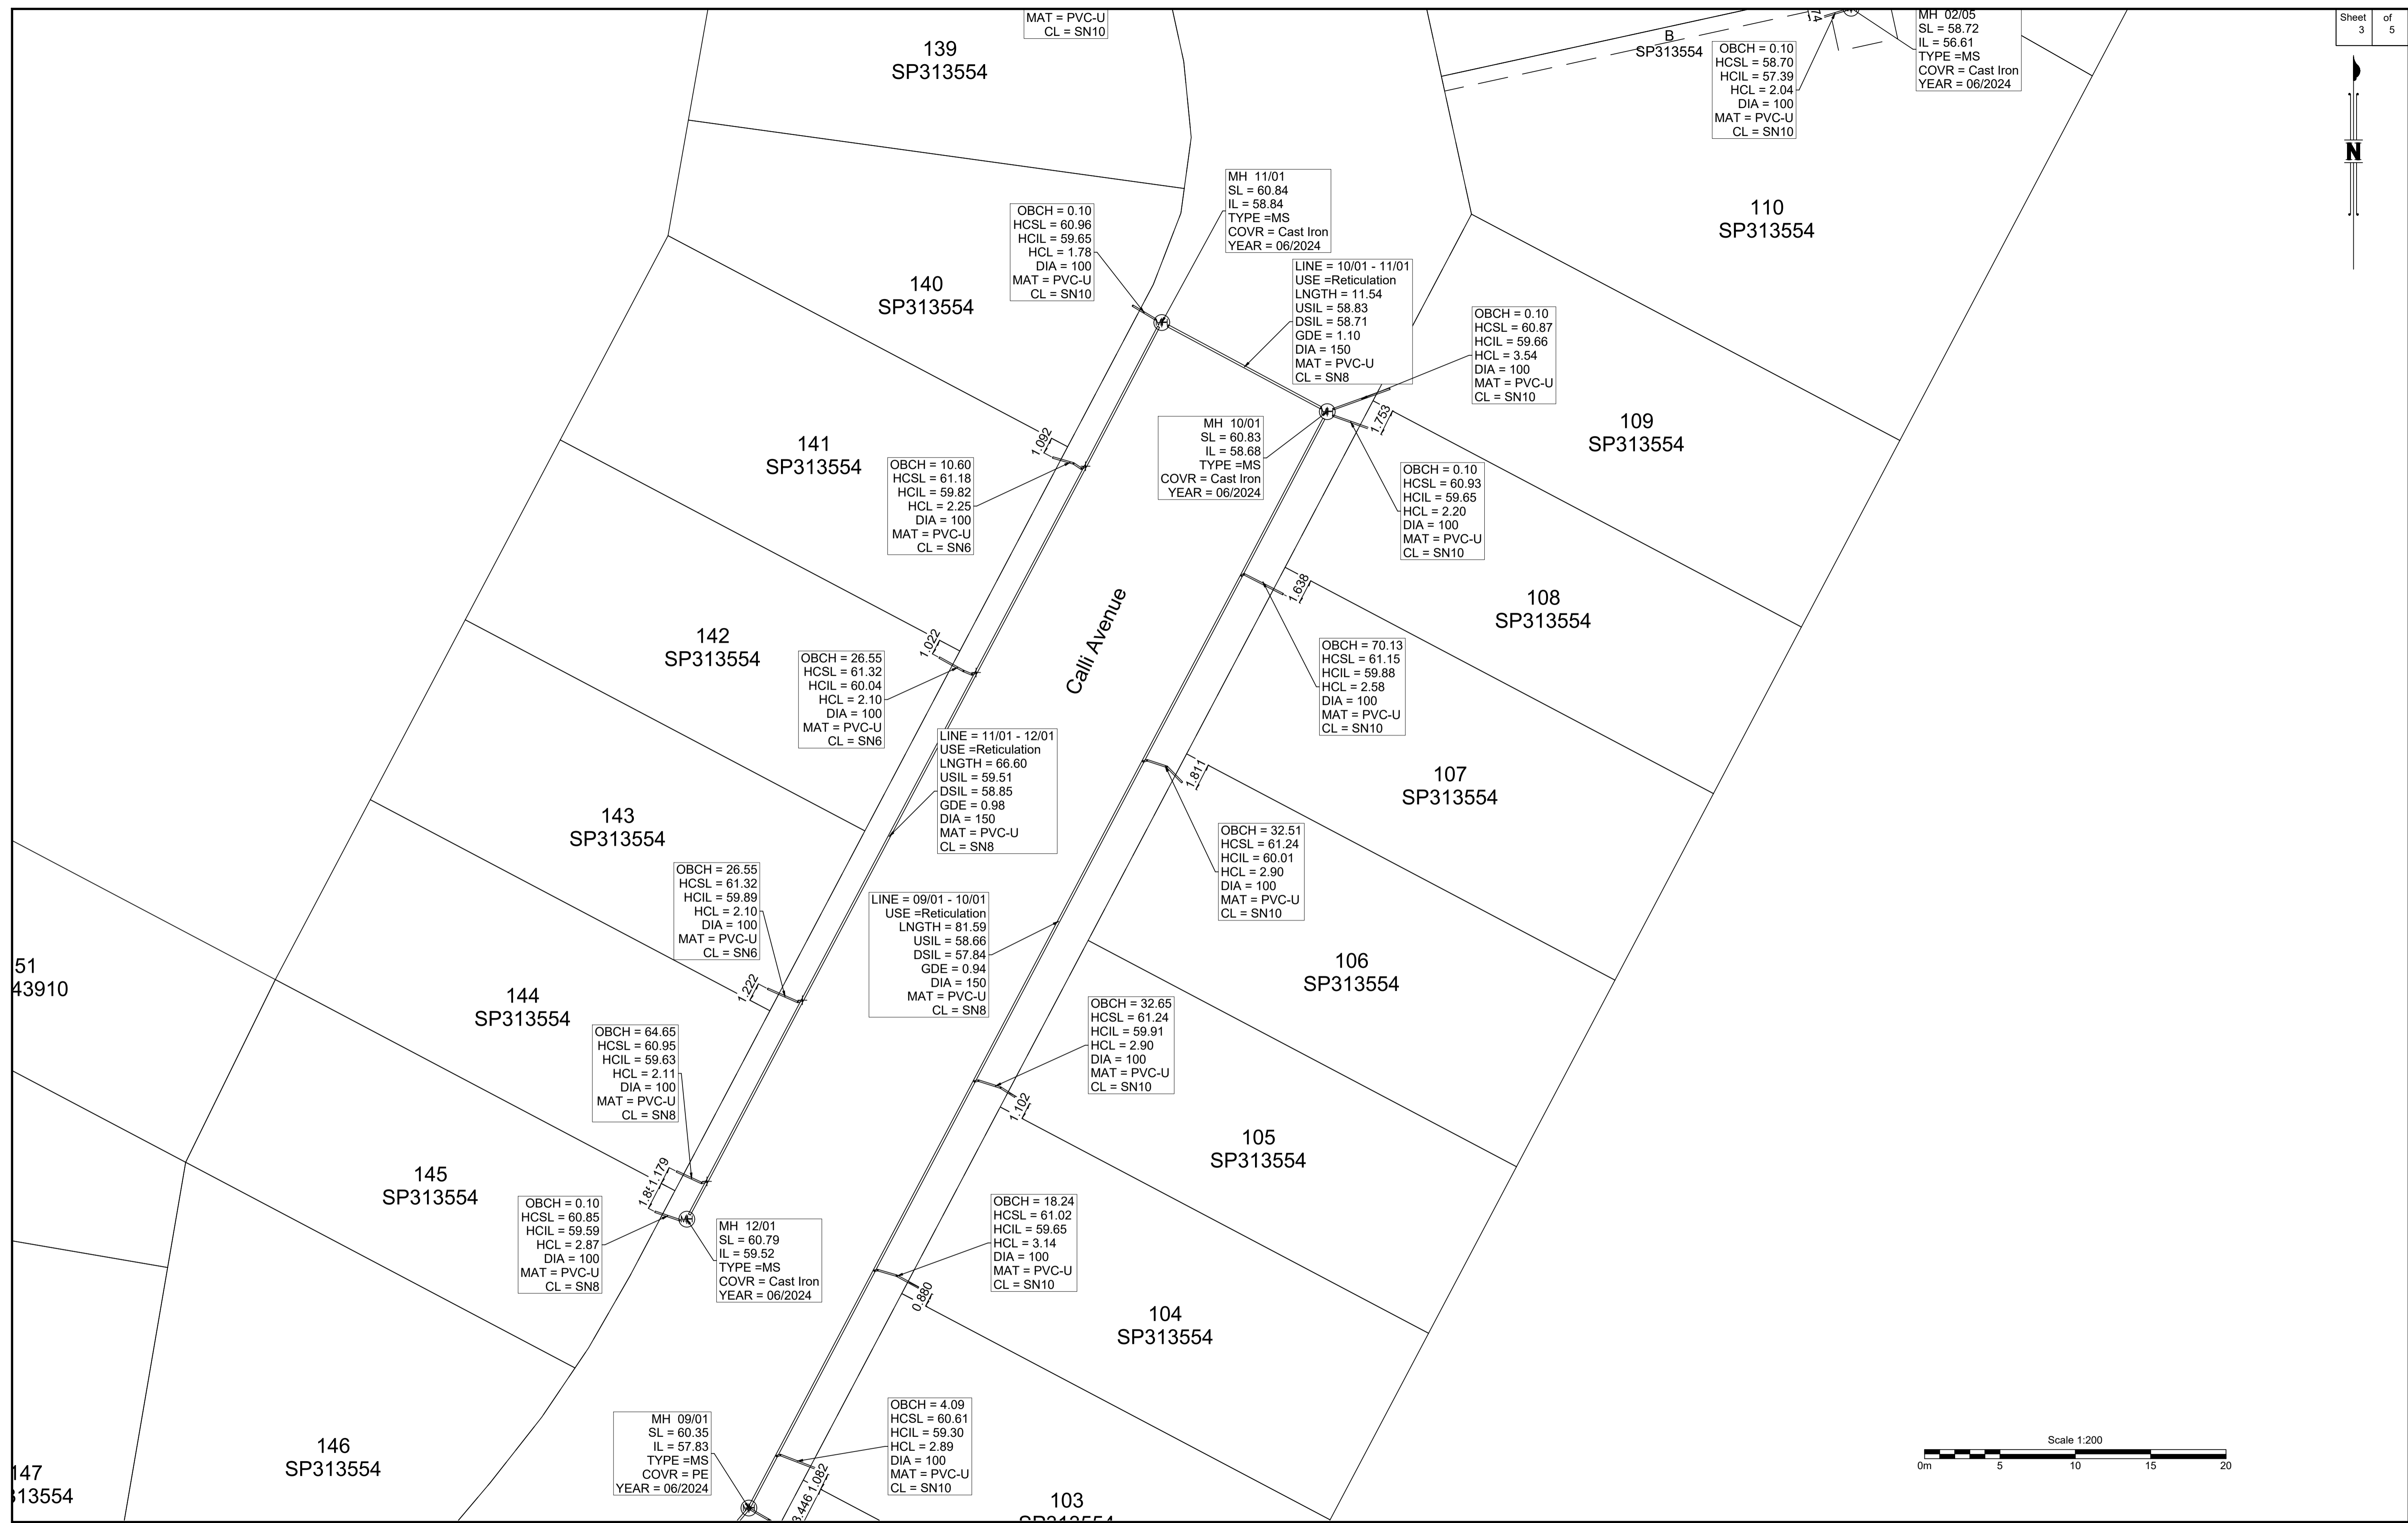 MAT = PVC-U
CL = SN10
139
SP313554
B
SP313554
OBCH = 0.10
HCSL = 58.70
HCIL = 57.39
HCL = 2.04
DIA = 100
MAT = PVC-U
CL = SN10
MH 02/05
SL = 58.72
IL = 56.61
TYPE =MS
COVR = Cast Iron
YEAR = 06/2024
Sheet of
3 5
N
110
SP313554
MH 11/01
SL = 60.84
IL = 58.84
TYPE =MS
COVR = Cast Iron
YEAR = 06/2024
OBCH = 0.10
HCSL = 60.96
HCIL = 59.65
HCL = 1.78
DIA = 100
MAT = PVC-U
CL = SN10
140
SP313554
LINE = 10/01 - 11/01
USE =Reticulation
LNGTH = 11.54
USIL = 58.83
DSIL = 58.71
GDE = 1.10
DIA = 150
MAT = PVC-U
CL = SN8
OBCH = 0.10
HCSL = 60.87
HCIL = 59.66
HCL = 3.54
DIA = 100
MAT = PVC-U
CL = SN10
1.753
109
SP313554
MH 10/01
SL = 60.83
IL = 58.68
TYPE =MS
COVR = Cast Iron
YEAR = 06/2024
1.092
141
SP313554
OBCH = 10.60
HCSL = 61.18
HCIL = 59.82
HCL = 2.25
DIA = 100
MAT = PVC-U
CL = SN6
OBCH = 0.10
HCSL = 60.93
HCIL = 59.65
HCL = 2.20
DIA = 100
MAT = PVC-U
CL = SN10
1.638
108
SP313554
Calli Avenue
1.022
142
SP313554
OBCH = 26.55
HCSL = 61.32
HCIL = 60.04
HCL = 2.10
DIA = 100
MAT = PVC-U
CL = SN6
OBCH = 70.13
HCSL = 61.15
HCIL = 59.88
HCL = 2.58
DIA = 100
MAT = PVC-U
CL = SN10
LINE = 11/01 - 12/01
USE =Reticulation
LNGTH = 66.60
USIL = 59.51
DSIL = 58.85
GDE = 0.98
DIA = 150
MAT = PVC-U
CL = SN8
1.811
107
SP313554
143
SP313554
OBCH = 32.51
HCSL = 61.24
HCIL = 60.01
HCL = 2.90
DIA = 100
MAT = PVC-U
CL = SN10
OBCH = 26.55
HCSL = 61.32
HCIL = 59.89
HCL = 2.10
DIA = 100
MAT = PVC-U
CL = SN6
LINE = 09/01 - 10/01
USE =Reticulation
LNGTH = 81.59
USIL = 58.66
DSIL = 57.84
GDE = 0.94
DIA = 150
MAT = PVC-U
CL = SN8
51
43910
106
SP313554
1.222
144
SP313554
OBCH = 32.65
HCSL = 61.24
HCIL = 59.91
HCL = 2.90
DIA = 100
MAT = PVC-U
CL = SN10
OBCH = 64.65
HCSL = 60.95
HCIL = 59.63
HCL = 2.11
DIA = 100
MAT = PVC-U
CL = SN8
1.102
105
SP313554
1.179
145
SP313554
OBCH = 0.10
HCSL = 60.85
HCIL = 59.59
HCL = 2.87
DIA = 100
MAT = PVC-U
CL = SN8
MH 12/01
SL = 60.79
IL = 59.52
TYPE =MS
COVR = Cast Iron
YEAR = 06/2024
OBCH = 18.24
HCSL = 61.02
HCIL = 59.65
HCL = 3.14
DIA = 100
MAT = PVC-U
CL = SN10
0.880
104
SP313554
MH 09/01
SL = 60.35
IL = 57.83
TYPE =MS
COVR = PE
YEAR = 06/2024
OBCH = 4.09
HCSL = 60.61
HCIL = 59.30
HCL = 2.89
DIA = 100
MAT = PVC-U
CL = SN10
1.082
146
SP313554
147
313554
103
SP313554
Scale 1:200
0m 5 10 15 20